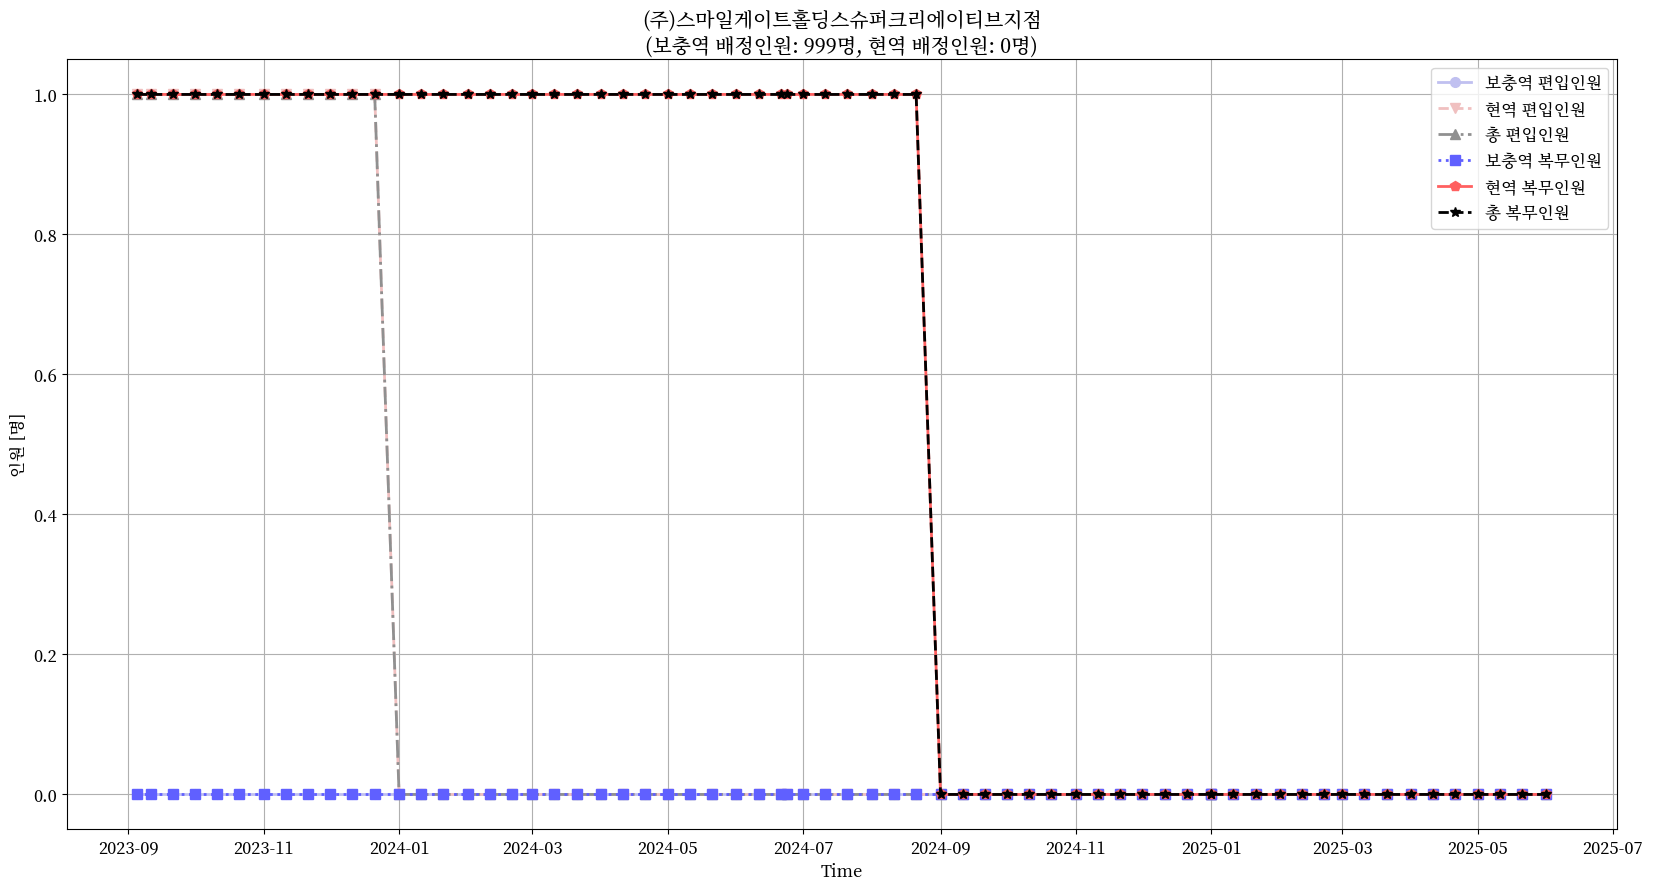 (주)스마일게이트홀딩스슈퍼크리에이티브지점
(보충역 배정인원: 999명, 현역 배정인원: 0명)
보충역 편입인원
현역 편입인원
총 편입인원
보충역 복무인원
현역 복무인원
총 복무인원
인원 [명]
1.0
0.8
0.6
0.4
0.2
0.0
2023-09 2023-11 2024-01 2024-03 2024-05 2024-07 2024-09 2024-11 2025-01 2025-03 2025-05 2025-07
Time